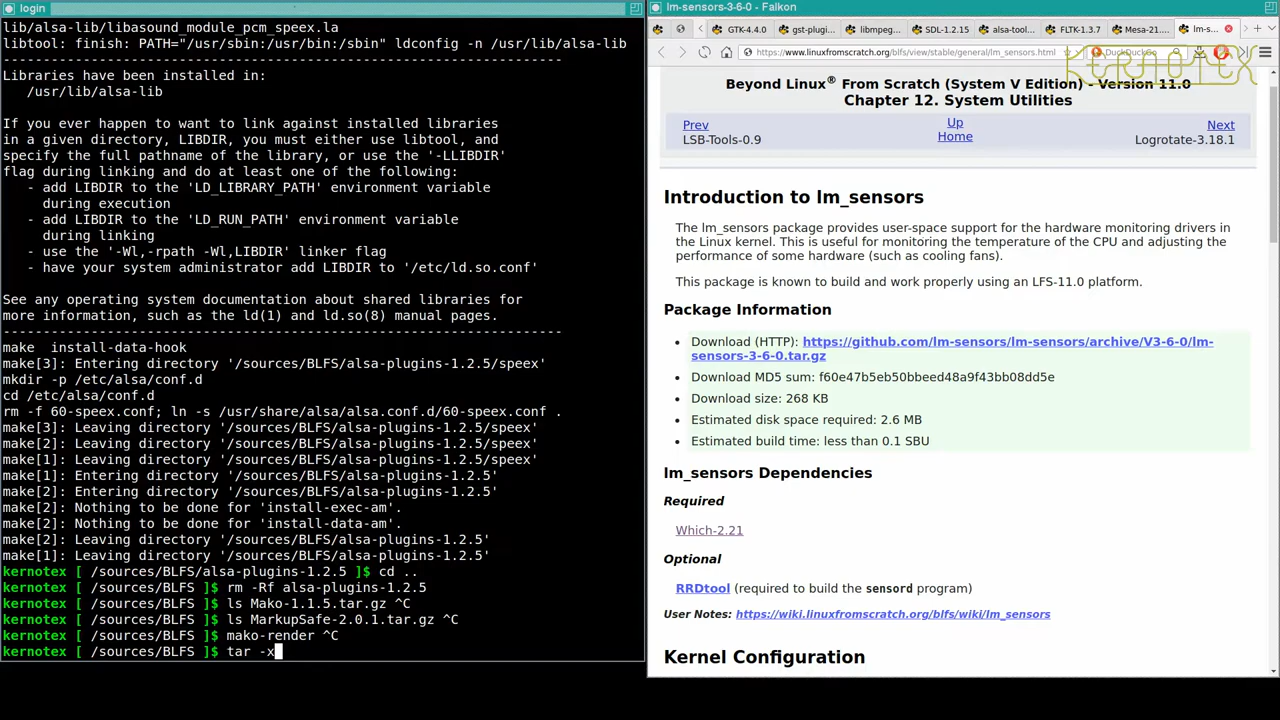 login
lib/alsa-lib/libasound_module_pcm_speex.la
libtool: finish: PATH="/usr/sbin:/usr/bin:/sbin" ldconfig -n /usr/lib/alsa-lib
----------------------------------------------------------------------
Libraries have been installed in:
   /usr/lib/alsa-lib

If you ever happen to want to link against installed libraries
in a given directory, LIBDIR, you must either use libtool, and
specify the full pathname of the library, or use the '-LLIBDIR'
flag during linking and do at least one of the following:
   - add LIBDIR to the 'LD_LIBRARY_PATH' environment variable
     during execution
   - add LIBDIR to the 'LD_RUN_PATH' environment variable
     during linking
   - use the '-Wl,-rpath -Wl,LIBDIR' linker flag
   - have your system administrator add LIBDIR to '/etc/ld.so.conf'

See any operating system documentation about shared libraries for
more information, such as the ld(1) and ld.so(8) manual pages.
----------------------------------------------------------------------
make  install-data-hook
make[3]: Entering directory '/sources/BLFS/alsa-plugins-1.2.5/speex'
mkdir -p /etc/alsa/conf.d
cd /etc/alsa/conf.d
rm -f 60-speex.conf; ln -s /usr/share/alsa/alsa.conf.d/60-speex.conf .
make[3]: Leaving directory '/sources/BLFS/alsa-plugins-1.2.5/speex'
make[2]: Leaving directory '/sources/BLFS/alsa-plugins-1.2.5/speex'
make[1]: Leaving directory '/sources/BLFS/alsa-plugins-1.2.5/speex'
make[1]: Entering directory '/sources/BLFS/alsa-plugins-1.2.5'
make[2]: Entering directory '/sources/BLFS/alsa-plugins-1.2.5'
make[2]: Nothing to be done for 'install-exec-am'.
make[2]: Nothing to be done for 'install-data-am'.
make[2]: Leaving directory '/sources/BLFS/alsa-plugins-1.2.5'
make[1]: Leaving directory '/sources/BLFS/alsa-plugins-1.2.5'
kernotex [ /sources/BLFS/alsa-plugins-1.2.5 ]$ cd ..
kernotex [ /sources/BLFS ]$ rm -Rf alsa-plugins-1.2.5
kernotex [ /sources/BLFS ]$ ls Mako-1.1.5.tar.gz ^C
kernotex [ /sources/BLFS ]$ ls MarkupSafe-2.0.1.tar.gz ^C
kernotex [ /sources/BLFS ]$ mako-render ^C
kernotex [ /sources/BLFS ]$ tar -x
lm-sensors-3-6-0 - Falkon
GTK-4.4.0 gst-plugin... libmpeg... SDL-1.2.15 alsa-tool... FLTK-1.3.7 Mesa-21.... lm-s...
https://www.linuxfromscratch.org/blfs/view/stable/general/lm_sensors.html DuckDuckGo
KERNOTEX
Beyond Linux® From Scratch (System V Edition) - Version 11.0
Chapter 12. System Utilities
Prev Up Next
LSB-Tools-0.9 Home Logrotate-3.18.1
Introduction to lm_sensors
The lm_sensors package provides user-space support for the hardware monitoring drivers in
the Linux kernel. This is useful for monitoring the temperature of the CPU and adjusting the
performance of some hardware (such as cooling fans).
This package is known to build and work properly using an LFS-11.0 platform.
Package Information
• Download (HTTP): https://github.com/lm-sensors/lm-sensors/archive/V3-6-0/lm-
sensors-3-6-0.tar.gz
• Download MD5 sum: f60e47b5eb50bbeed48a9f43bb08dd5e
• Download size: 268 KB
• Estimated disk space required: 2.6 MB
• Estimated build time: less than 0.1 SBU
lm_sensors Dependencies
Required
Which-2.21
Optional
RRDtool (required to build the sensord program)
User Notes: https://wiki.linuxfromscratch.org/blfs/wiki/lm_sensors
Kernel Configuration